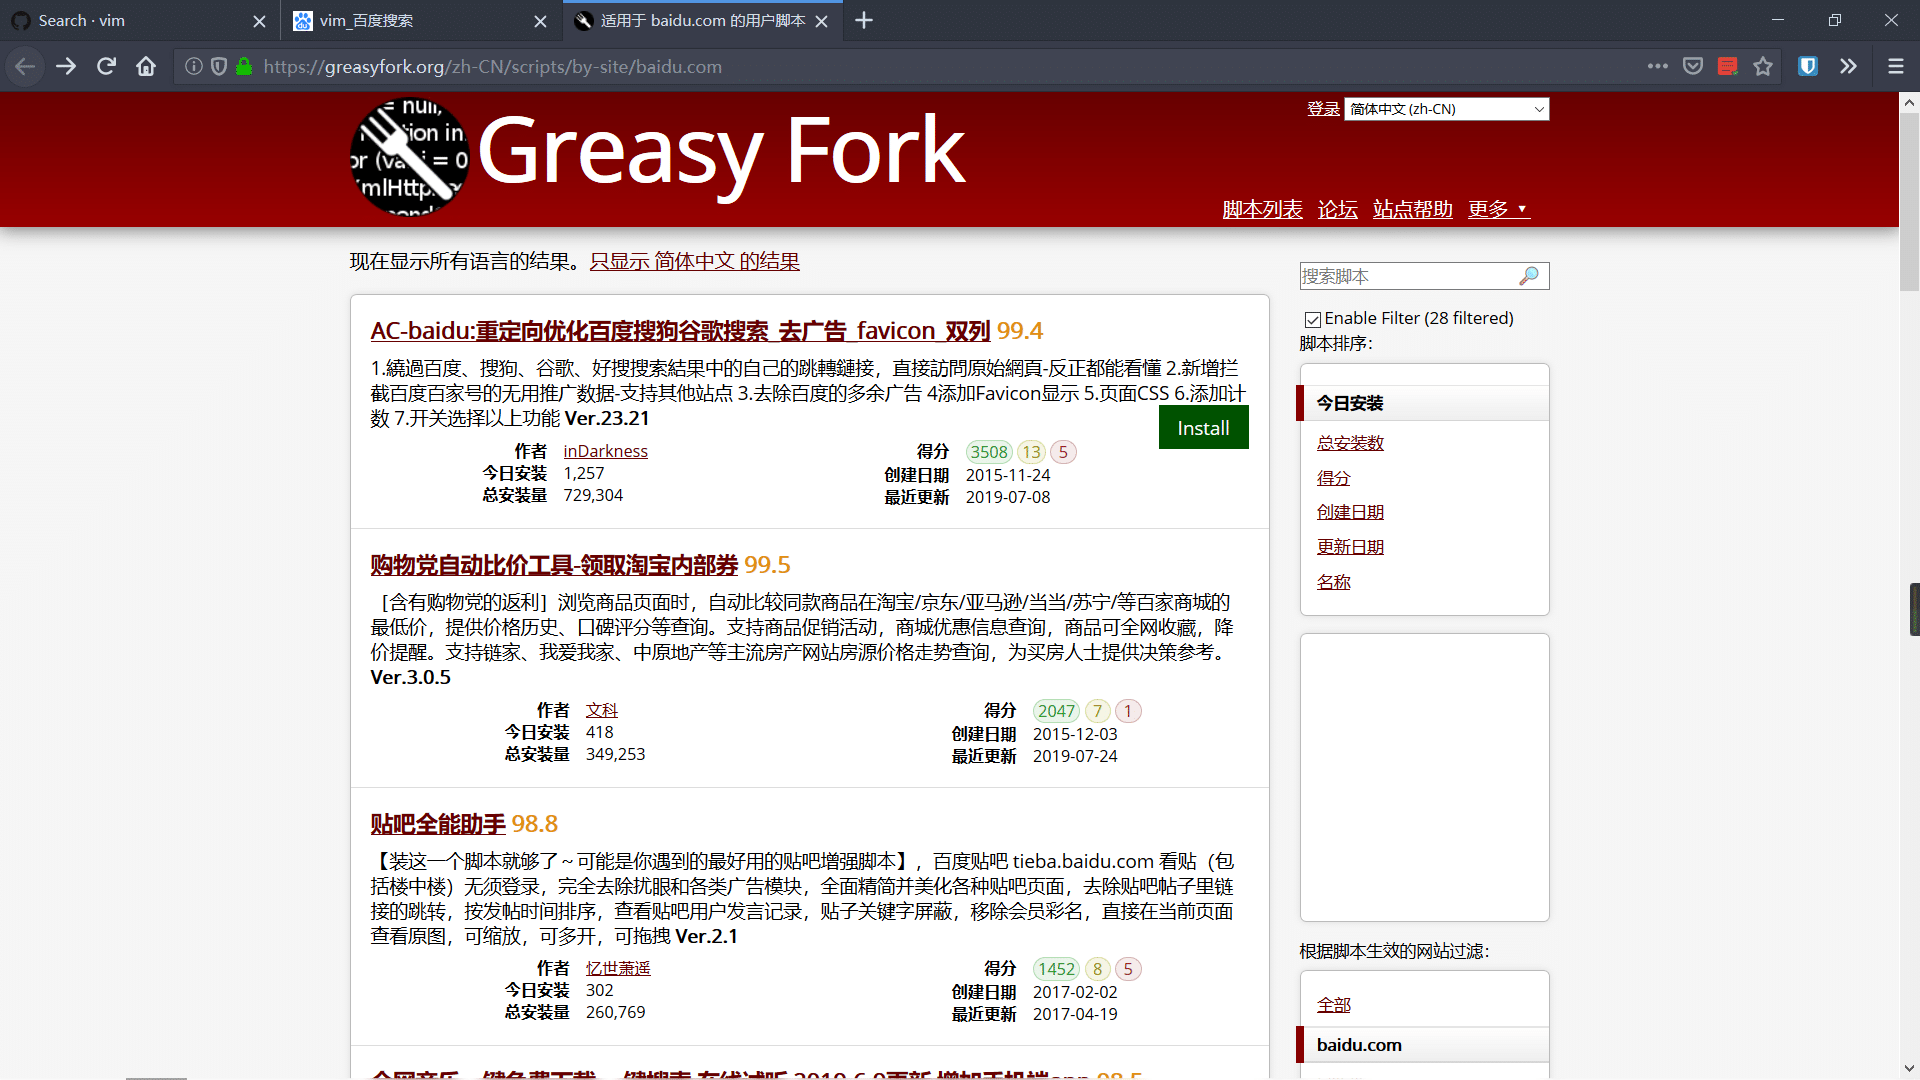 Search · vim
vim_百度搜索
适用于 baidu.com 的用户脚本
https://greasyfork.org/zh-CN/scripts/by-site/baidu.com
Greasy Fork
登录 简体中文 (zh-CN)
脚本列表 论坛 站点帮助 更多 ▼
现在显示所有语言的结果。只显示 简体中文 的结果
AC-baidu:重定向优化百度搜狗谷歌搜索_去广告_favicon_双列 99.4
1.繞過百度、搜狗、谷歌、好搜搜索結果中的自己的跳轉鏈接，直接訪問原始網頁-反正都能看懂 2.新增拦
截百度百家号的无用推广数据-支持其他站点 3.去除百度的多余广告 4添加Favicon显示 5.页面CSS 6.添加计
数 7.开关选择以上功能 Ver.23.21
Install
作者 inDarkness
今日安装 1,257
总安装量 729,304
得分 3508 13 5
创建日期 2015-11-24
最近更新 2019-07-08
购物党自动比价工具-领取淘宝内部券 99.5
［含有购物党的返利］浏览商品页面时，自动比较同款商品在淘宝/京东/亚马逊/当当/苏宁/等百家商城的
最低价，提供价格历史、口碑评分等查询。支持商品促销活动，商城优惠信息查询，商品可全网收藏，降
价提醒。支持链家、我爱我家、中原地产等主流房产网站房源价格走势查询，为买房人士提供决策参考。
Ver.3.0.5
作者 文科
今日安装 418
总安装量 349,253
得分 2047 7 1
创建日期 2015-12-03
最近更新 2019-07-24
贴吧全能助手 98.8
【装这一个脚本就够了～可能是你遇到的最好用的贴吧增强脚本】，百度贴吧 tieba.baidu.com 看贴（包
括楼中楼）无须登录，完全去除扰眼和各类广告模块，全面精简并美化各种贴吧页面，去除贴吧帖子里链
接的跳转，按发帖时间排序，查看贴吧用户发言记录，贴子关键字屏蔽，移除会员彩名，直接在当前页面
查看原图，可缩放，可多开，可拖拽 Ver.2.1
作者 忆世萧遥
今日安装 302
总安装量 260,769
得分 1452 8 5
创建日期 2017-02-02
最近更新 2017-04-19
搜索脚本
Enable Filter (28 filtered)
脚本排序：
今日安装
总安装数
得分
创建日期
更新日期
名称
根据脚本生效的网站过滤：
全部
baidu.com